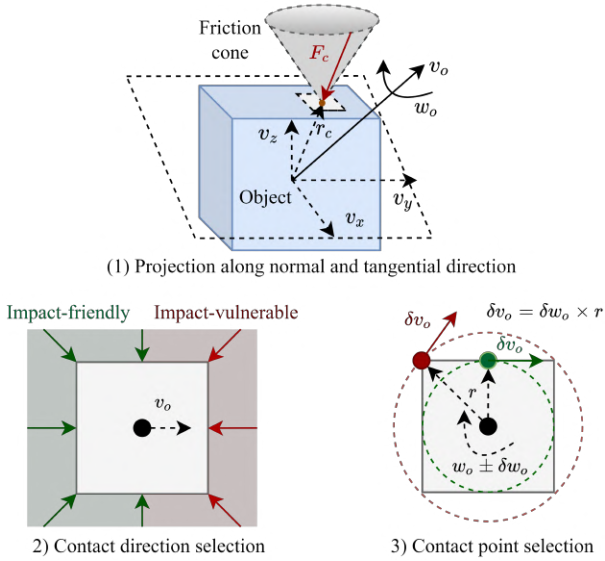 Friction
cone
F_c
v_o
w_o
v_z
r_c
Object
v_y
v_x
(1) Projection along normal and tangential direction
Impact-friendly
Impact-vulnerable
v_o
2) Contact direction selection
δv_o
δv_o = δw_o × r
δv_o
r
w_o ± δw_o
3) Contact point selection